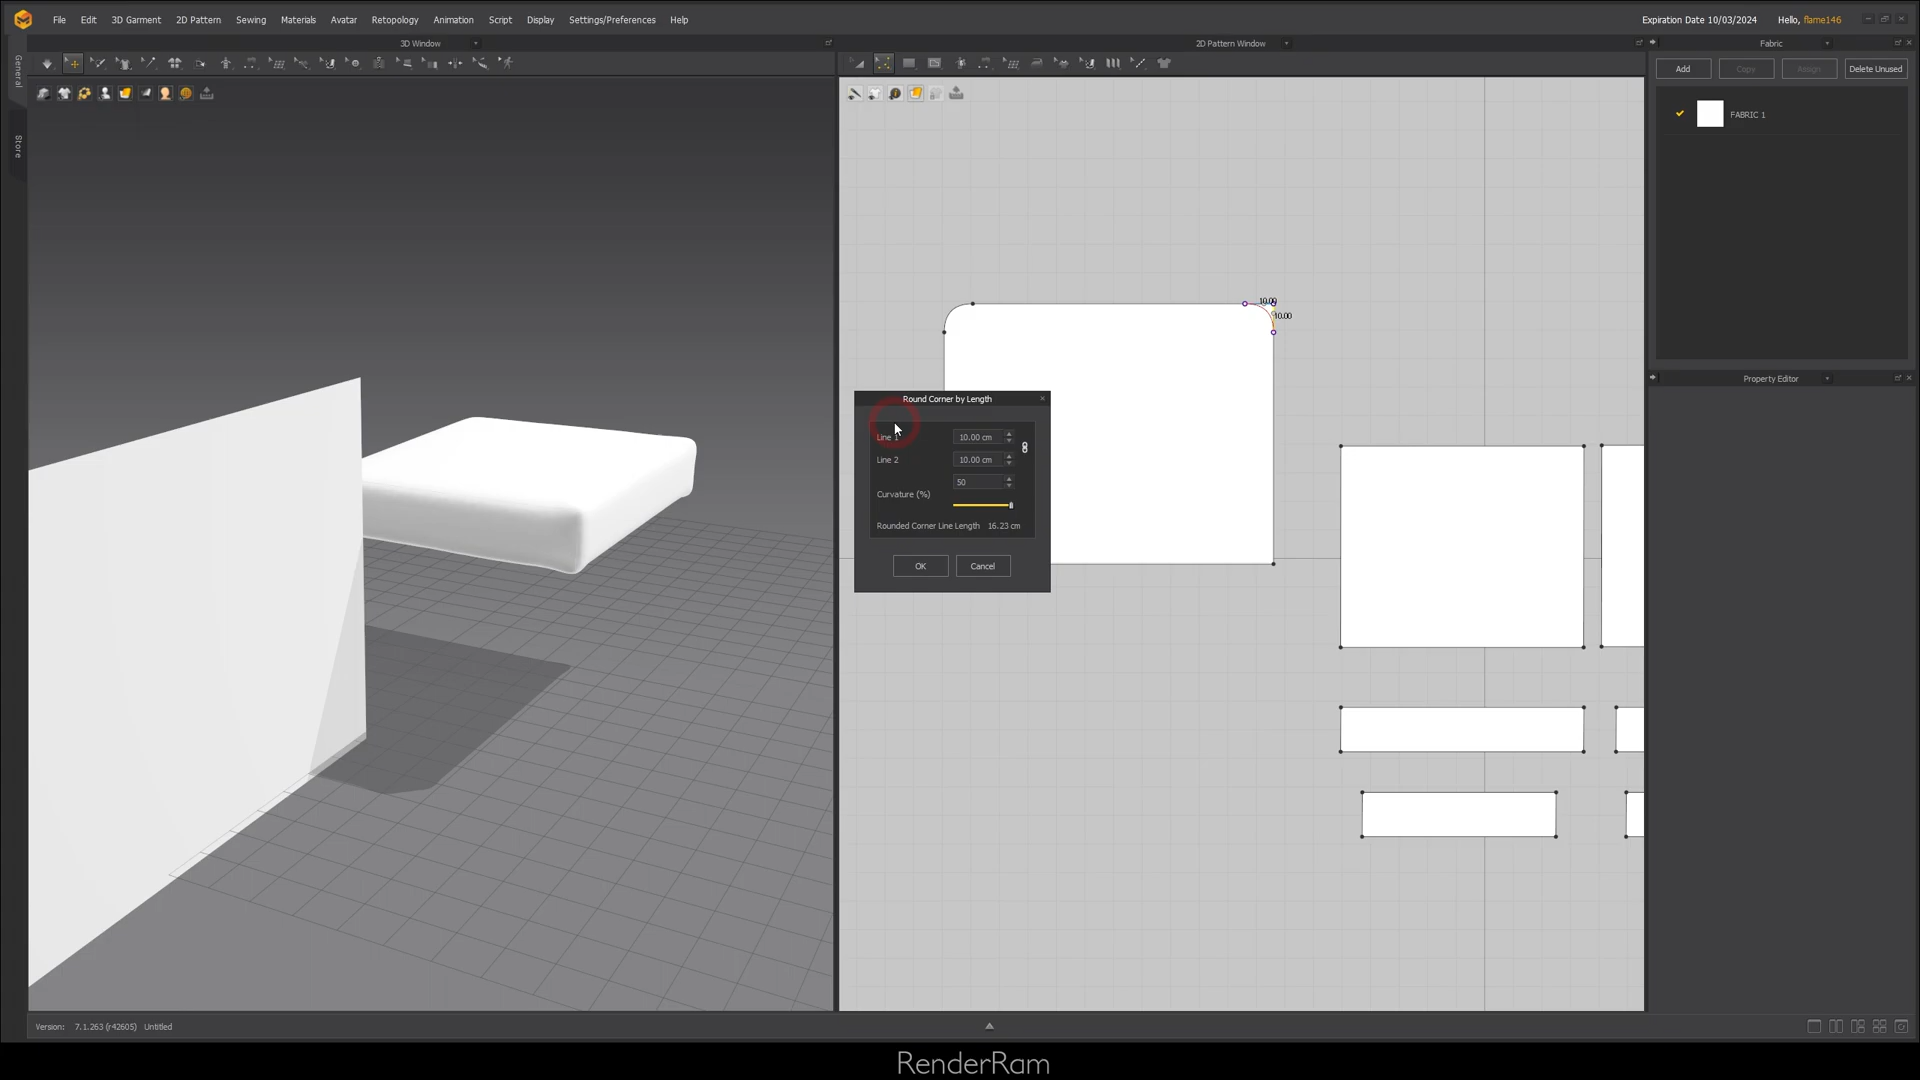 File Edit 3D Garment 2D Pattern Sewing Materials Avatar Retopology Animation Script Display Settings/Preferences Help
Expiration Date 10/03/2024 Hello, flame146
General
Store
3D Window
2D Pattern Window
Fabric
Add Copy Assign Delete Unused
FABRIC 1
Property Editor
10.00
10.00
Round Corner by Length
Line 1 10.00 cm
Line 2 10.00 cm
50
Curvature (%)
Rounded Corner Line Length 16.23 cm
OK Cancel
Version: 7.1.263 (r42605) Untitled
RenderRam